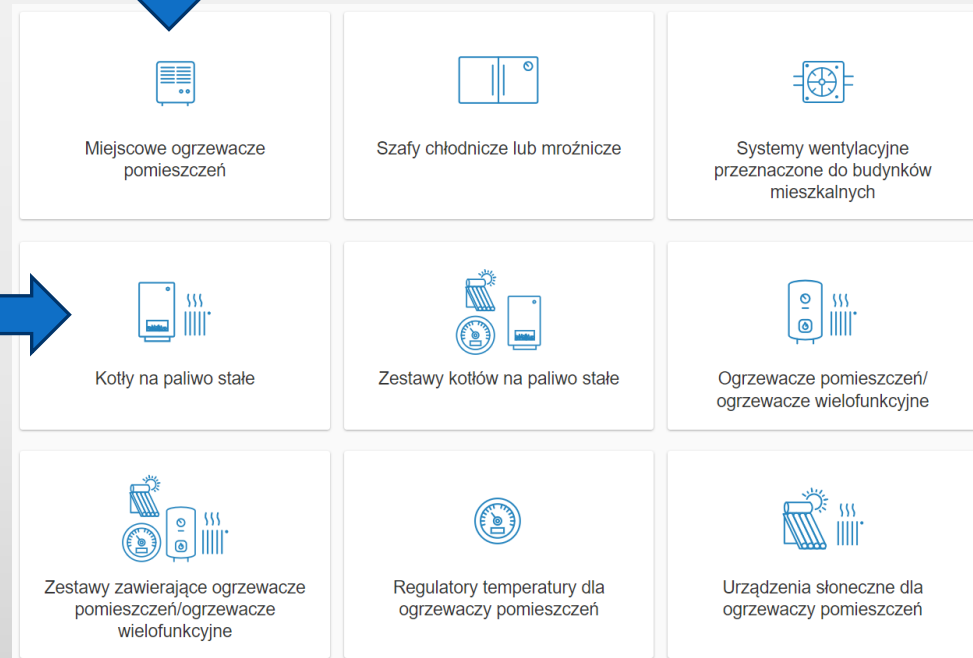 Miejscowe ogrzewacze
pomieszczeń
Szafy chłodnicze lub mroźnicze
Systemy wentylacyjne
przeznaczone do budynków
mieszkalnych
Kotły na paliwo stałe
Zestawy kotłów na paliwo stałe
Ogrzewacze pomieszczeń/
ogrzewacze wielofunkcyjne
Zestawy zawierające ogrzewacze
pomieszczeń/ogrzewacze
wielofunkcyjne
Regulatory temperatury dla
ogrzewaczy pomieszczeń
Urządzenia słoneczne dla
ogrzewaczy pomieszczeń